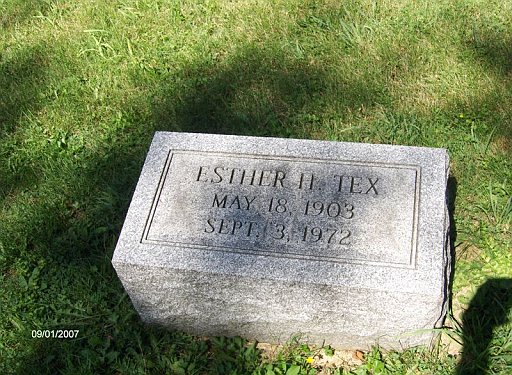 ESTHER H. TEX
MAY 18, 1903
SEPT. 3, 1972
09/01/2007